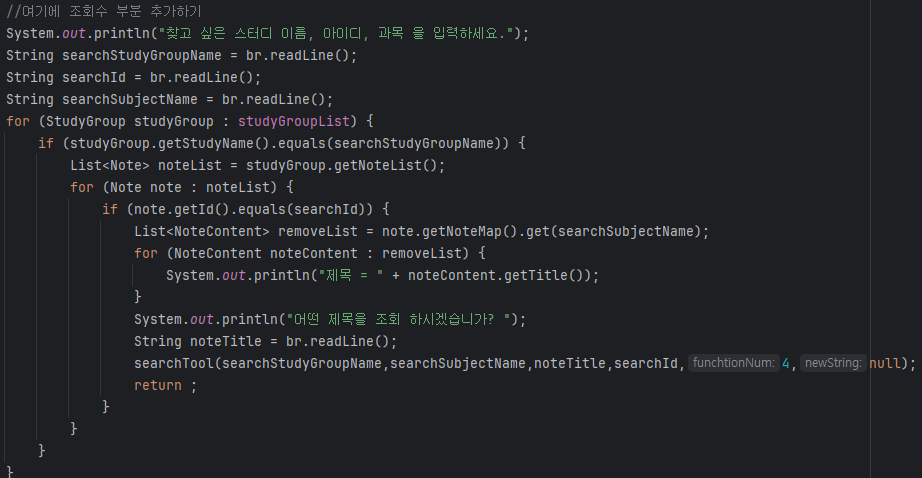 //여기에 조회수 부분 추가하기
System.out.println("찾고 싶은 스터디 이름, 아이디, 과목 을 입력하세요.");
String searchStudyGroupName = br.readLine();
String searchId = br.readLine();
String searchSubjectName = br.readLine();
for (StudyGroup studyGroup : studyGroupList) {
    if (studyGroup.getStudyName().equals(searchStudyGroupName)) {
        List<Note> noteList = studyGroup.getNoteList();
        for (Note note : noteList) {
            if (note.getId().equals(searchId)) {
                List<NoteContent> removeList = note.getNoteMap().get(searchSubjectName);
                for (NoteContent noteContent : removeList) {
                    System.out.println("제목 = " + noteContent.getTitle());
                }
                System.out.println("어떤 제목을 조회 하시겠습니가? ");
                String noteTitle = br.readLine();
                searchTool(searchStudyGroupName,searchSubjectName,noteTitle,searchId, funchtionNum: 4, newString: null);
                return ;
            }
        }
    }
}